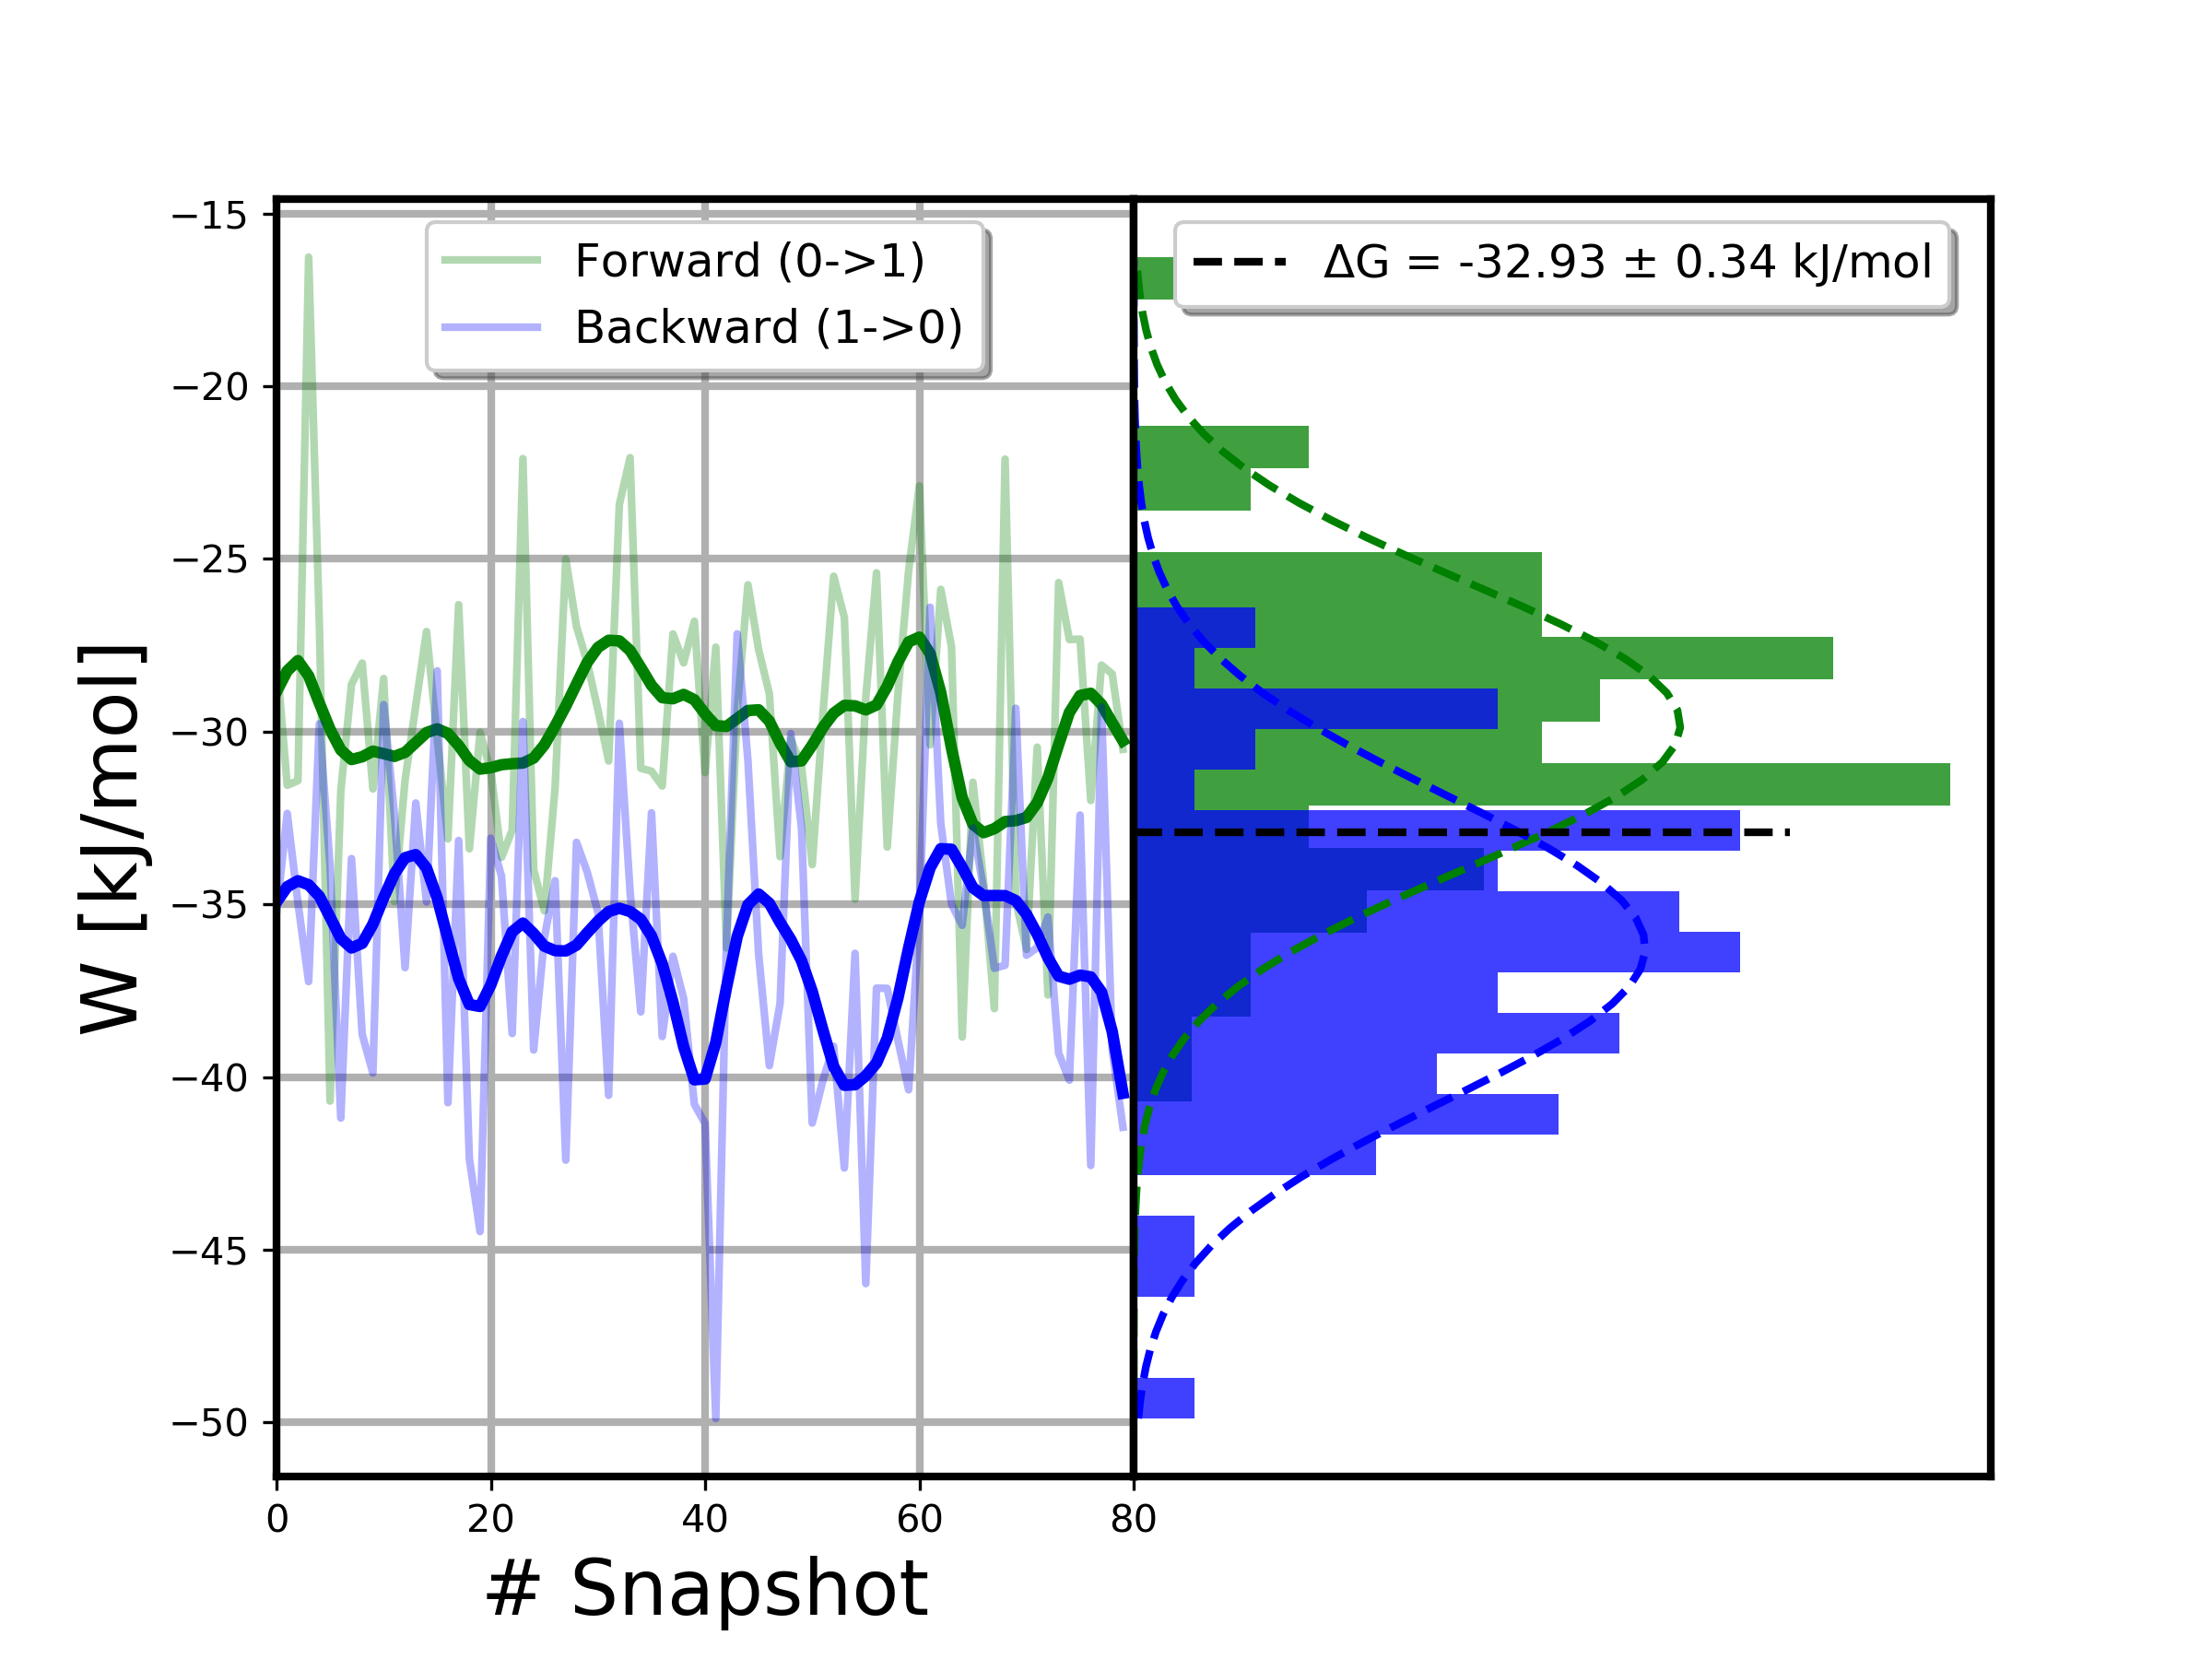 W [kJ/mol]
−15
−20
−25
−30
−35
−40
−45
−50
Forward (0->1)
Backward (1->0)
ΔG = -32.93 ± 0.34 kJ/mol
0 20 40 60 80
# Snapshot